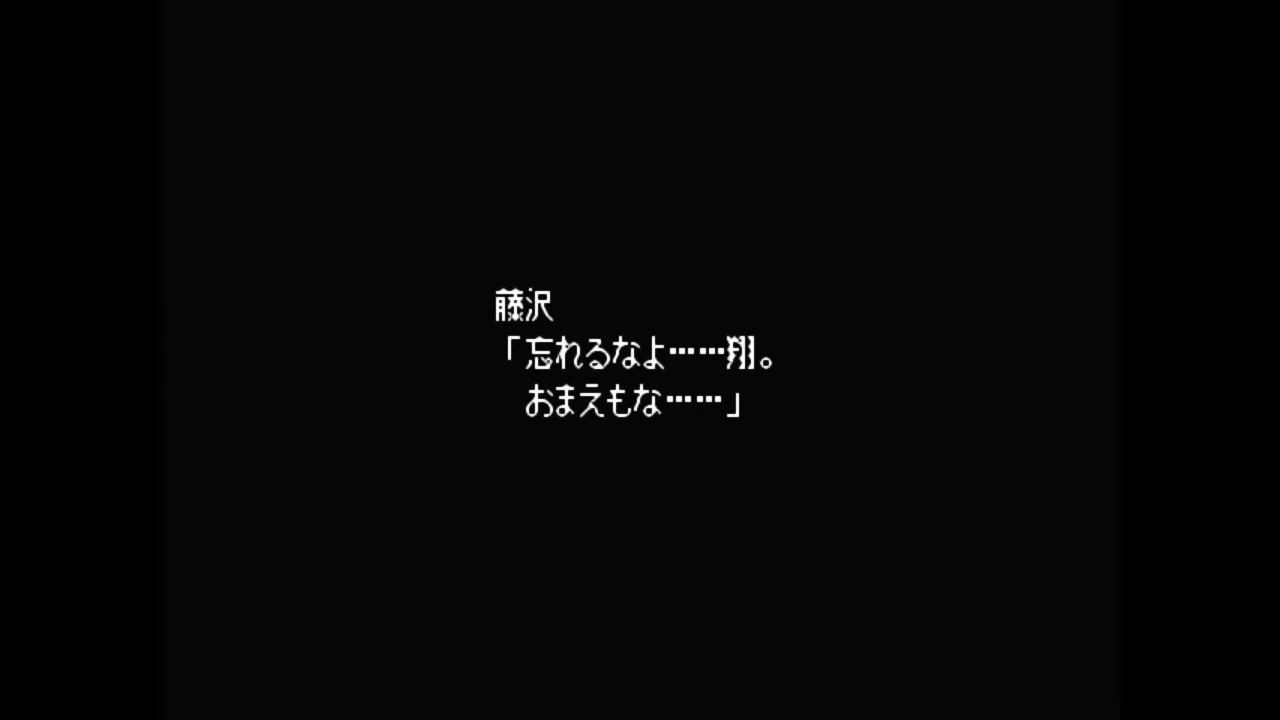 藤沢
「忘れるなよ……翔。
おまえもな……」